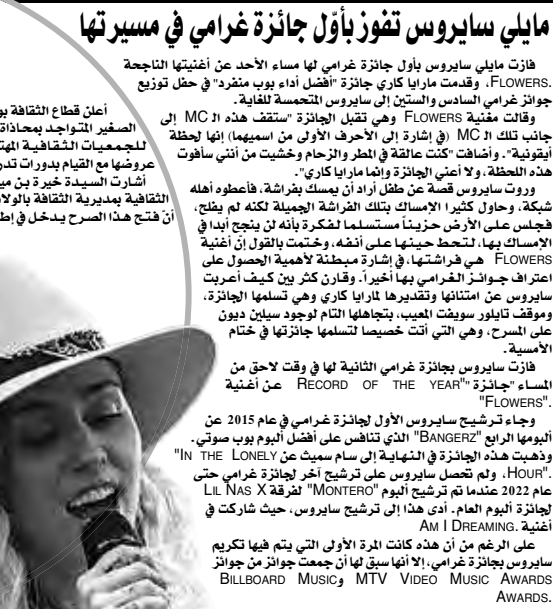 مايلي سايروس تفوز بأوّل جائزة غرامي في مسيرتها
فازت مايلي سايروس بأول جائزة غرامي لها مساء الأحد عن أغنيتها الناجحة
FLOWERS.، وقدمت مارايا كاري جائزة "أفضل أداء بوب منفرد" في حفل توزيع
جوائز غرامي السادس والستين إلى سايروس المتحمسة للغاية.
وقالت مغنية FLOWERS وهي تقبل الجائزة "ستقف هذه الـ MC إلى
جانب تلك الـ MC (في إشارة إلى الأحرف الأولى من اسميهما) إنها لحظة
أيقونية". وأضافت "كنت عالقة في المطر والزحام وخشيت من أنني سأفوت
هذه اللحظة، ولا أعني الجائزة وإنما مارايا كاري".
وروت سايروس قصة عن طفل أراد أن يمسك بفراشة، فأعطوه أهله
شبكة، وحاول كثيرا الإمساك بتلك الفراشة الجميلة لكنه لم يفلح،
فجلس على الأرض حزيناً مستسلما لفكرة بأنه لن ينجح أبدا في
الإمساك بها، لتحط حينها على أنفه، وختمت بالقول إنّ أغنية
FLOWERS هي فراشتها، في إشارة مبطنة لأهمية الحصول على
اعتراف جوائز الغرامي بها أخيراً. وقارن كثر بين كيف أعربت
سايروس عن امتنانها وتقديرها لمارايا كاري وهي تسلمها الجائزة،
وموقف تايلور سويفت المعيب، بتجاهلها التام لوجود سيلين ديون
على المسرح، وهي التي أتت خصيصا لتسلمها جائزتها في ختام
الأمسية.
فازت سايروس بجائزة غرامي الثانية لها في وقت لاحق من
المساء "جائزة "RECORD OF THE YEAR" عن أغنية
"FLOWERS".
وجاء ترشيح سايروس الأول لجائزة غرامي في عام 2015 عن
ألبومها الرابع "BANGERZ" الذي تنافس على أفضل ألبوم بوب صوتي.
وذهبت هذه الجائزة في النهاية إلى سام سميث عن IN THE LONELY"
HOUR". ولم تحصل سايروس على ترشيح آخر لجائزة غرامي حتى
عام 2022 عندما تم ترشيح ألبوم "MONTERO" لفرقة LIL NAS X
لجائزة ألبوم العام. أدى هذا إلى ترشيح سايروس، حيث شاركت في
أغنية AM I DREAMING.
على الرغم من أن هذه كانت المرة الأولى التي يتم فيها تكريم
سايروس بجائزة غرامي، إلا أنها سبق لها أن جمعت جوائز من جوائز
MTV VIDEO MUSIC AWARDS وBILLBOARD MUSIC
AWARDS.
أعلن قطاع الثقافة
الصغير المتواجد بمحاذاة
للجمعيات الثقافية
عروضها مع القيام بدورات
أشارت السيدة خيرة بن
الثقافية بمديرية الثقافة
أنّ فتح هذا الصرح يدخل في